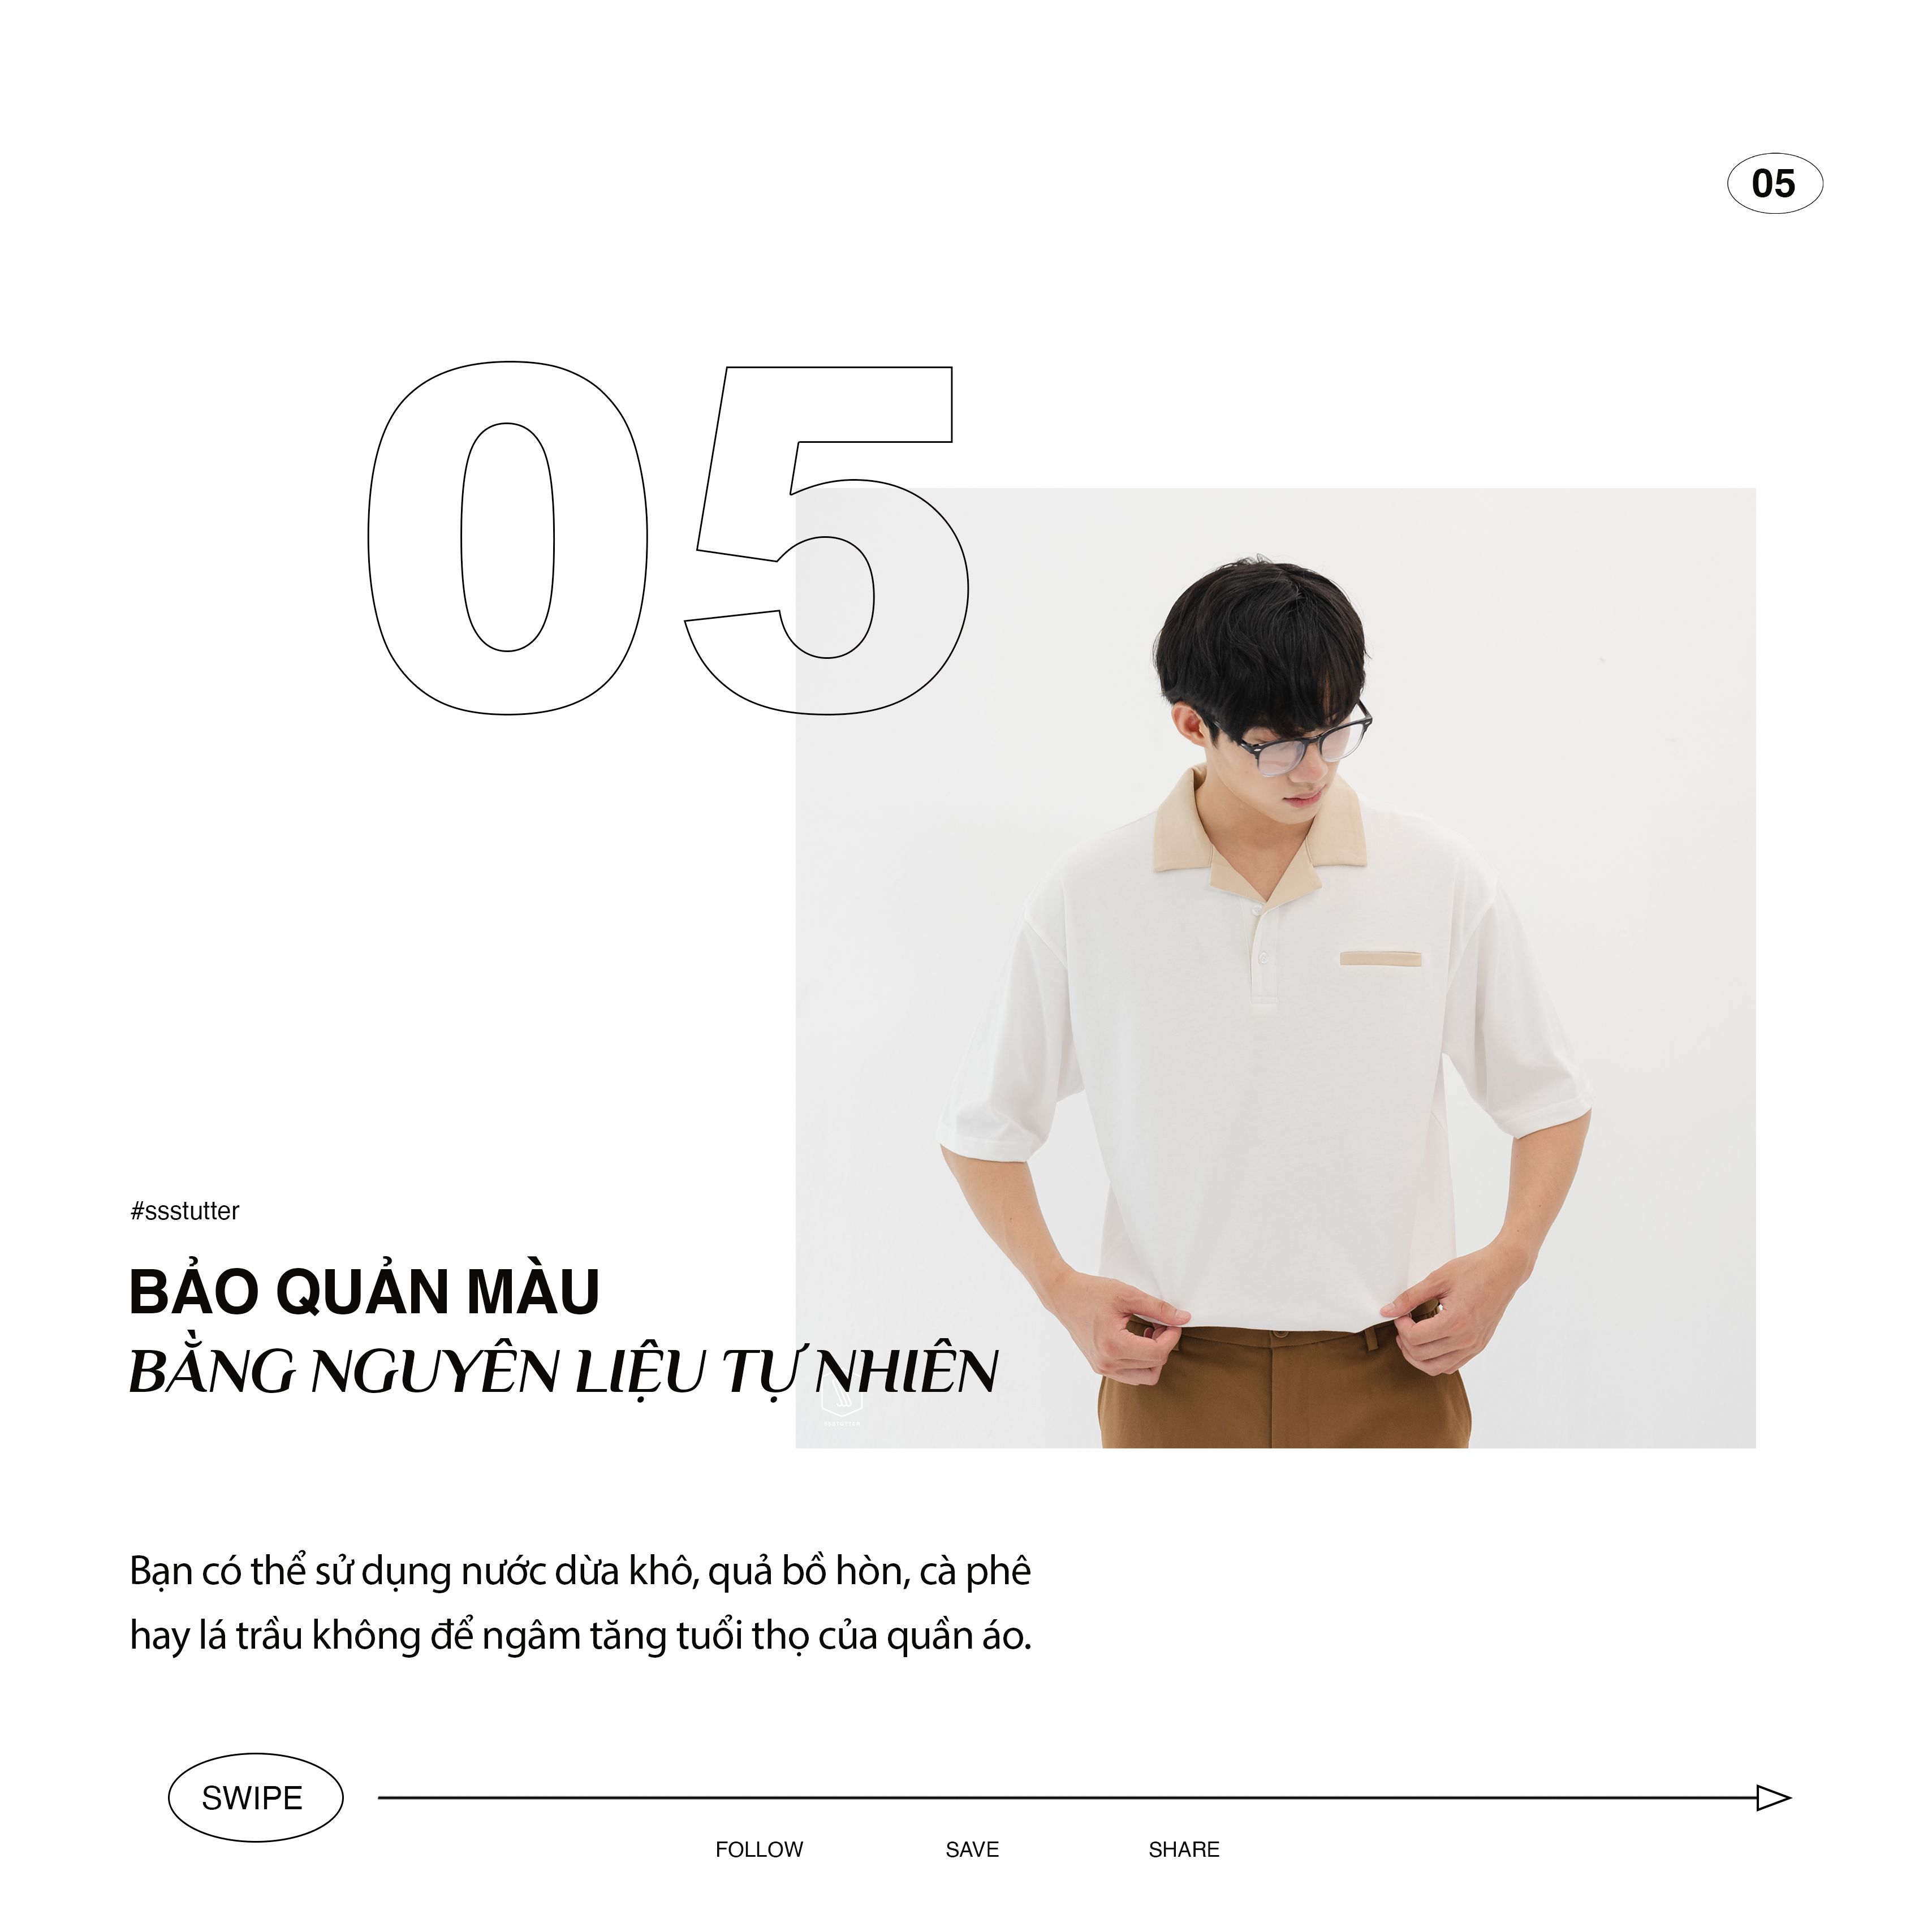 05
05
#ssstutter
BẢO QUẢN MÀU
BẰNG NGUYÊN LIỆU TỰ NHIÊN
SSSTUTTER
Bạn có thể sử dụng nước dừa khô, quả bồ hòn, cà phê
hay lá trầu không để ngâm tăng tuổi thọ của quần áo.
SWIPE
FOLLOW SAVE SHARE